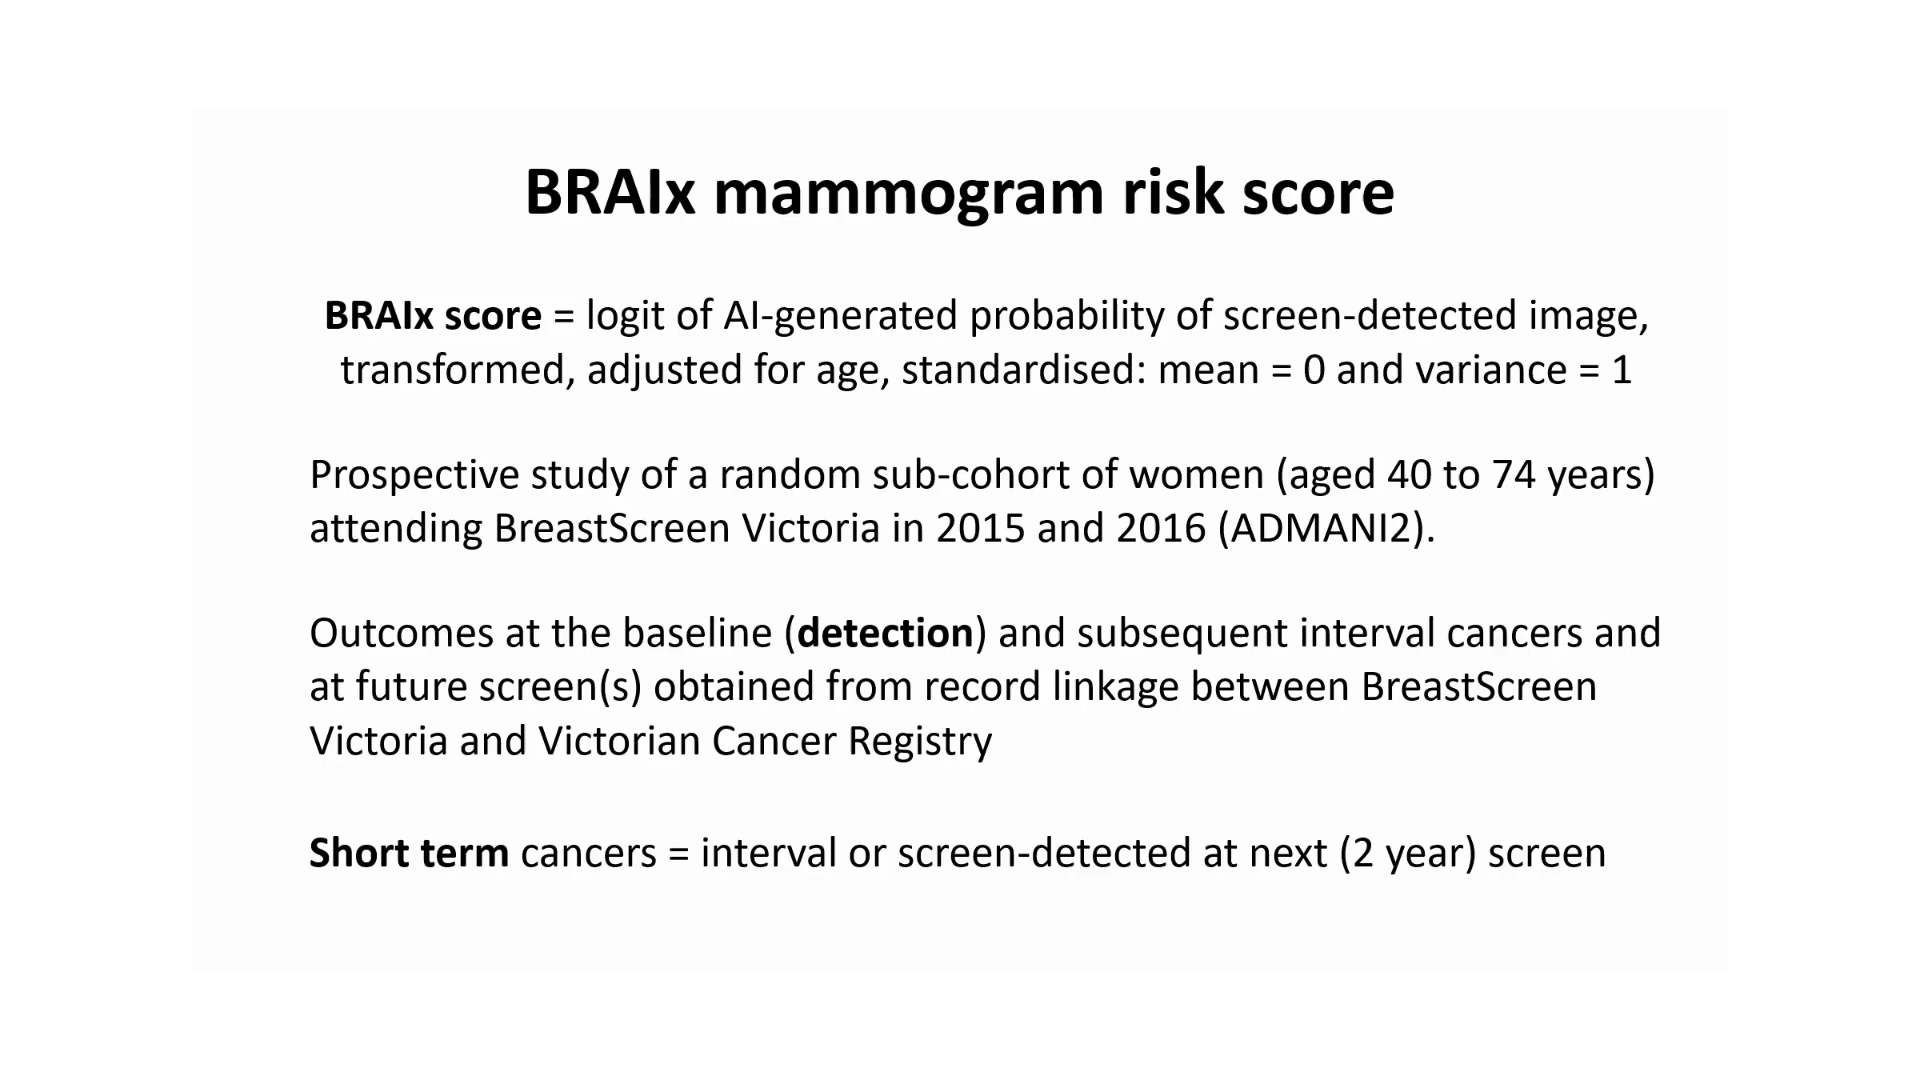 BRAIx mammogram risk score
BRAIx score = logit of AI-generated probability of screen-detected image,
transformed, adjusted for age, standardised: mean = 0 and variance = 1
Prospective study of a random sub-cohort of women (aged 40 to 74 years)
attending BreastScreen Victoria in 2015 and 2016 (ADMANI2).
Outcomes at the baseline (detection) and subsequent interval cancers and
at future screen(s) obtained from record linkage between BreastScreen
Victoria and Victorian Cancer Registry
Short term cancers = interval or screen-detected at next (2 year) screen